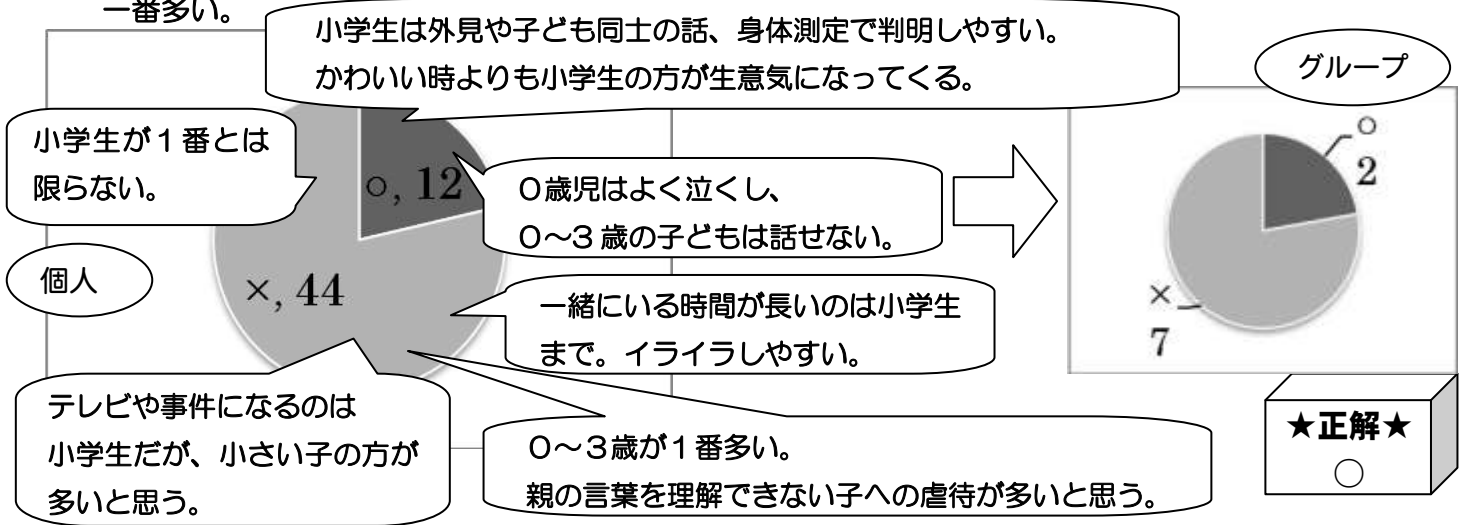 一番多い。
小学生は外見や子ども同士の話、身体測定で判明しやすい。
かわいい時よりも小学生の方が生意気になってくる。
グループ
小学生が１番とは
限らない。
○, 12
０歳児はよく泣くし、
０～３歳の子どもは話せない。
○
2
個人
×, 44
一緒にいる時間が長いのは小学生
まで。イライラしやすい。
×
7
テレビや事件になるのは
小学生だが、小さい子の方が
多いと思う。
０～３歳が１番多い。
親の言葉を理解できない子への虐待が多いと思う。
★正解★
○